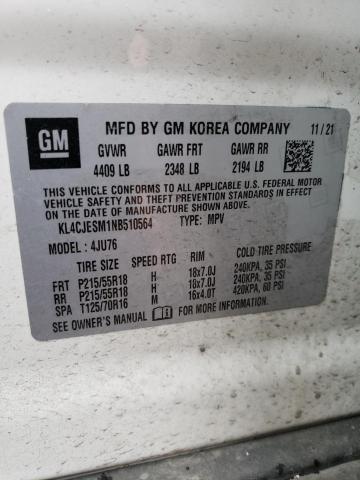 GM
MFD BY GM KOREA COMPANY 11/21
GVWR GAWR FRT GAWR RR
4409 LB 2348 LB 2194 LB
THIS VEHICLE CONFORMS TO ALL APPLICABLE U.S. FEDERAL MOTOR
VEHICLE SAFETY AND THEFT PREVENTION STANDARDS IN EFFECT ON THE
DATE OF MANUFACTURE SHOWN ABOVE.
KL4CJESM1NB510564 TYPE: MPV
MODEL : 4JU76
TIRE SIZE SPEED RTG RIM COLD TIRE PRESSURE
FRT P215/55R18 H 18x7.0J 240KPA, 35 PSI
RR P215/55R18 H 18x7.0J 240KPA, 35 PSI
SPA T125/70R16 M 16x4.0T 420KPA, 60 PSI
SEE OWNER'S MANUAL FOR MORE INFORMATION.